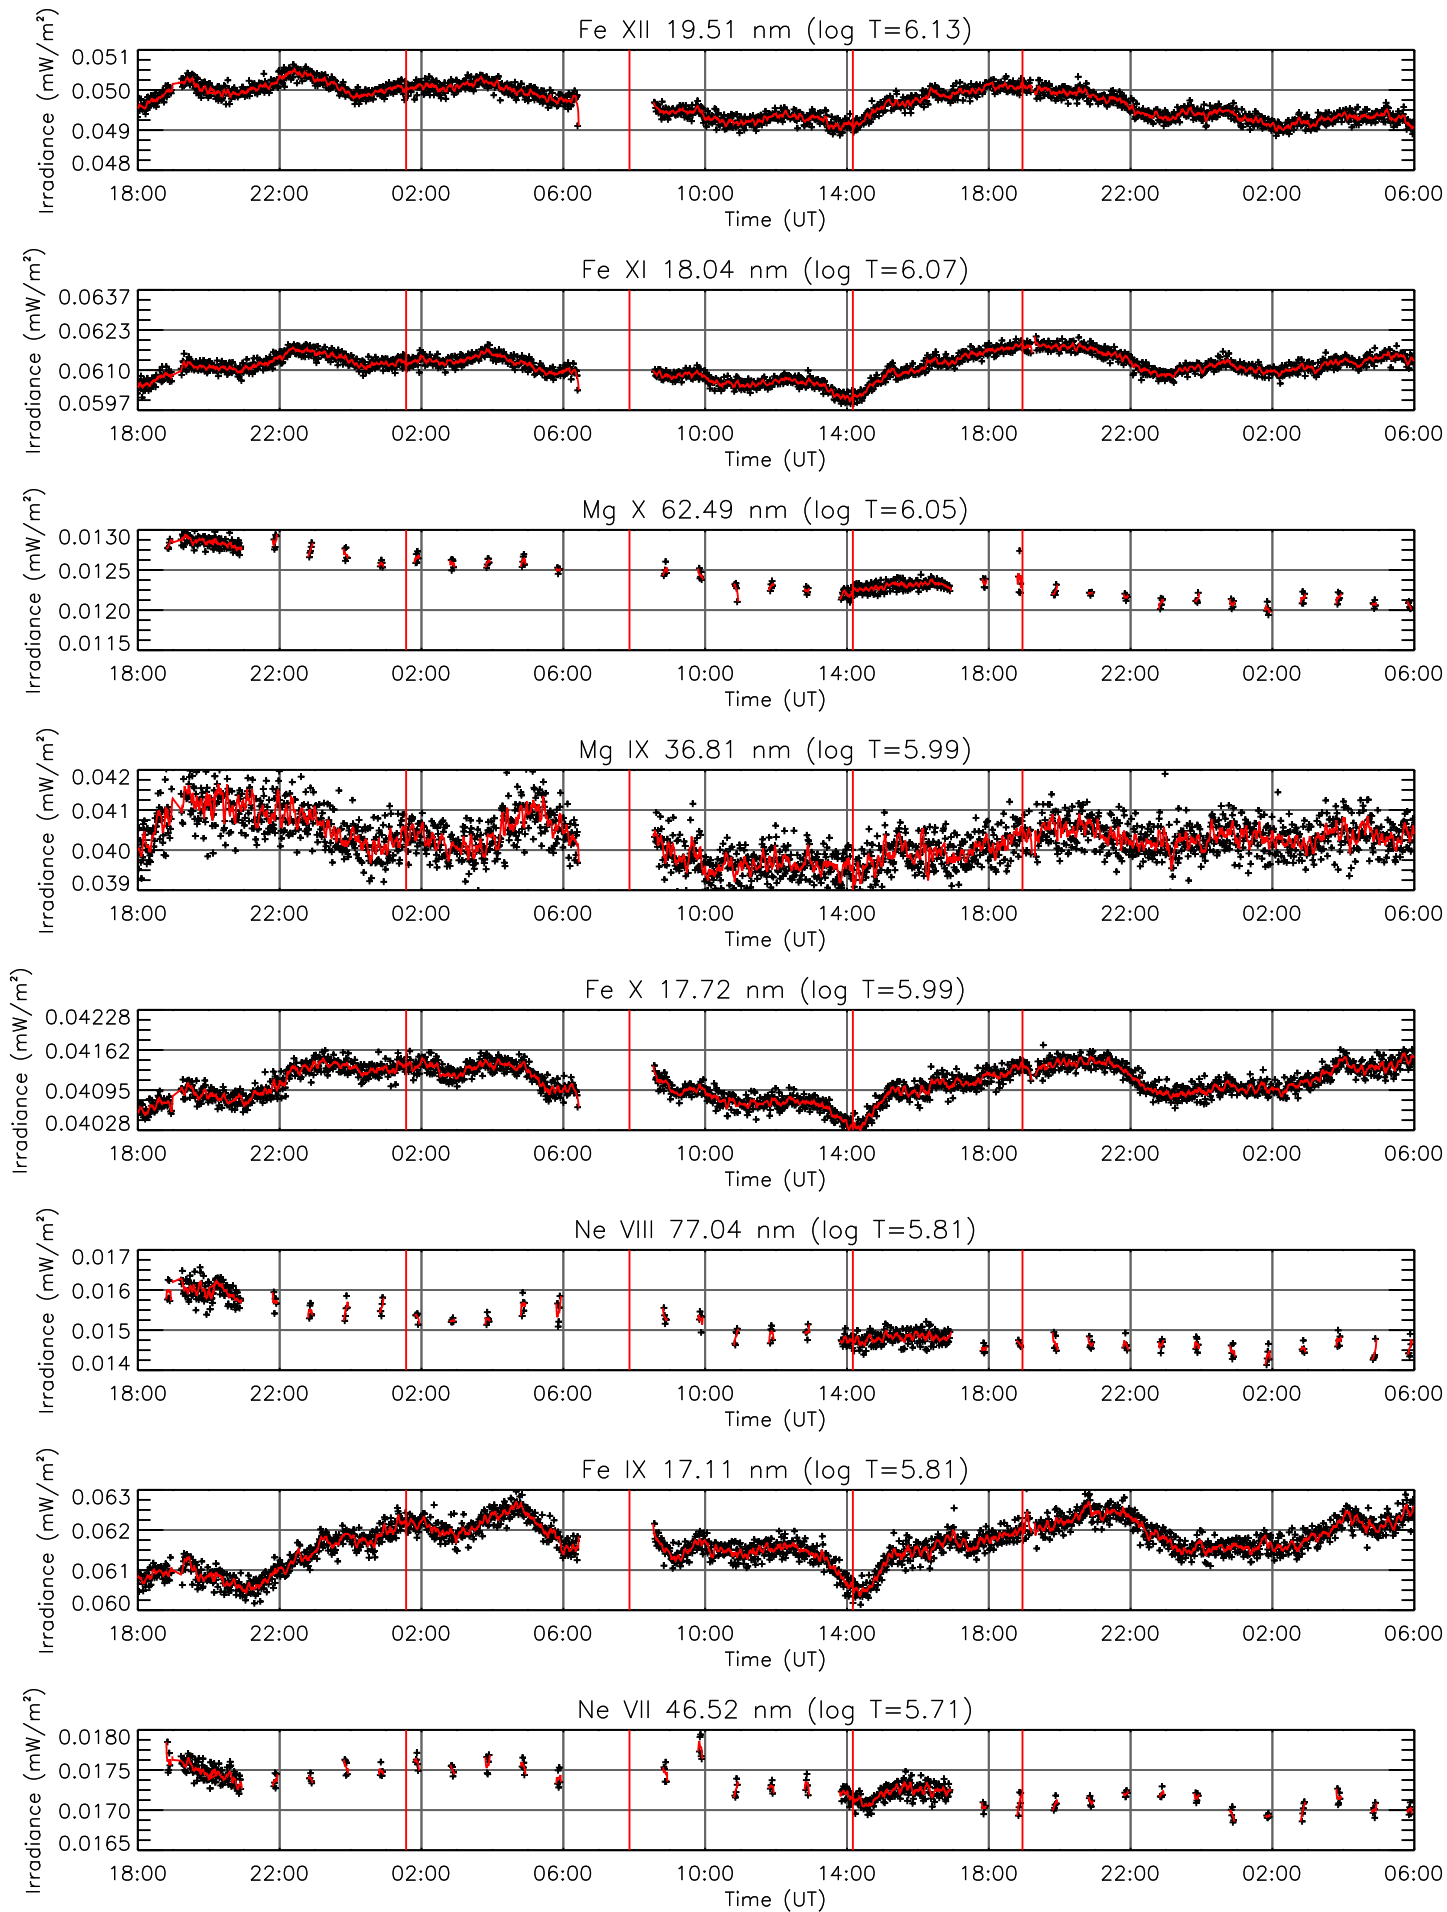 Fe XII 19.51 nm (log T=6.13)
Irradiance (mW/m²)
0.051
0.050
0.049
0.048
18:00 22:00 02:00 06:00 10:00 14:00 18:00 22:00 02:00 06:00
Time (UT)
Fe XI 18.04 nm (log T=6.07)
Irradiance (mW/m²)
0.0637
0.0623
0.0610
0.0597
18:00 22:00 02:00 06:00 10:00 14:00 18:00 22:00 02:00 06:00
Time (UT)
Mg X 62.49 nm (log T=6.05)
Irradiance (mW/m²)
0.0130
0.0125
0.0120
0.0115
18:00 22:00 02:00 06:00 10:00 14:00 18:00 22:00 02:00 06:00
Time (UT)
Mg IX 36.81 nm (log T=5.99)
Irradiance (mW/m²)
0.042
0.041
0.040
0.039
18:00 22:00 02:00 06:00 10:00 14:00 18:00 22:00 02:00 06:00
Time (UT)
Fe X 17.72 nm (log T=5.99)
Irradiance (mW/m²)
0.04228
0.04162
0.04095
0.04028
18:00 22:00 02:00 06:00 10:00 14:00 18:00 22:00 02:00 06:00
Time (UT)
Ne VIII 77.04 nm (log T=5.81)
Irradiance (mW/m²)
0.017
0.016
0.015
0.014
18:00 22:00 02:00 06:00 10:00 14:00 18:00 22:00 02:00 06:00
Time (UT)
Fe IX 17.11 nm (log T=5.81)
Irradiance (mW/m²)
0.063
0.062
0.061
0.060
18:00 22:00 02:00 06:00 10:00 14:00 18:00 22:00 02:00 06:00
Time (UT)
Ne VII 46.52 nm (log T=5.71)
Irradiance (mW/m²)
0.0180
0.0175
0.0170
0.0165
18:00 22:00 02:00 06:00 10:00 14:00 18:00 22:00 02:00 06:00
Time (UT)